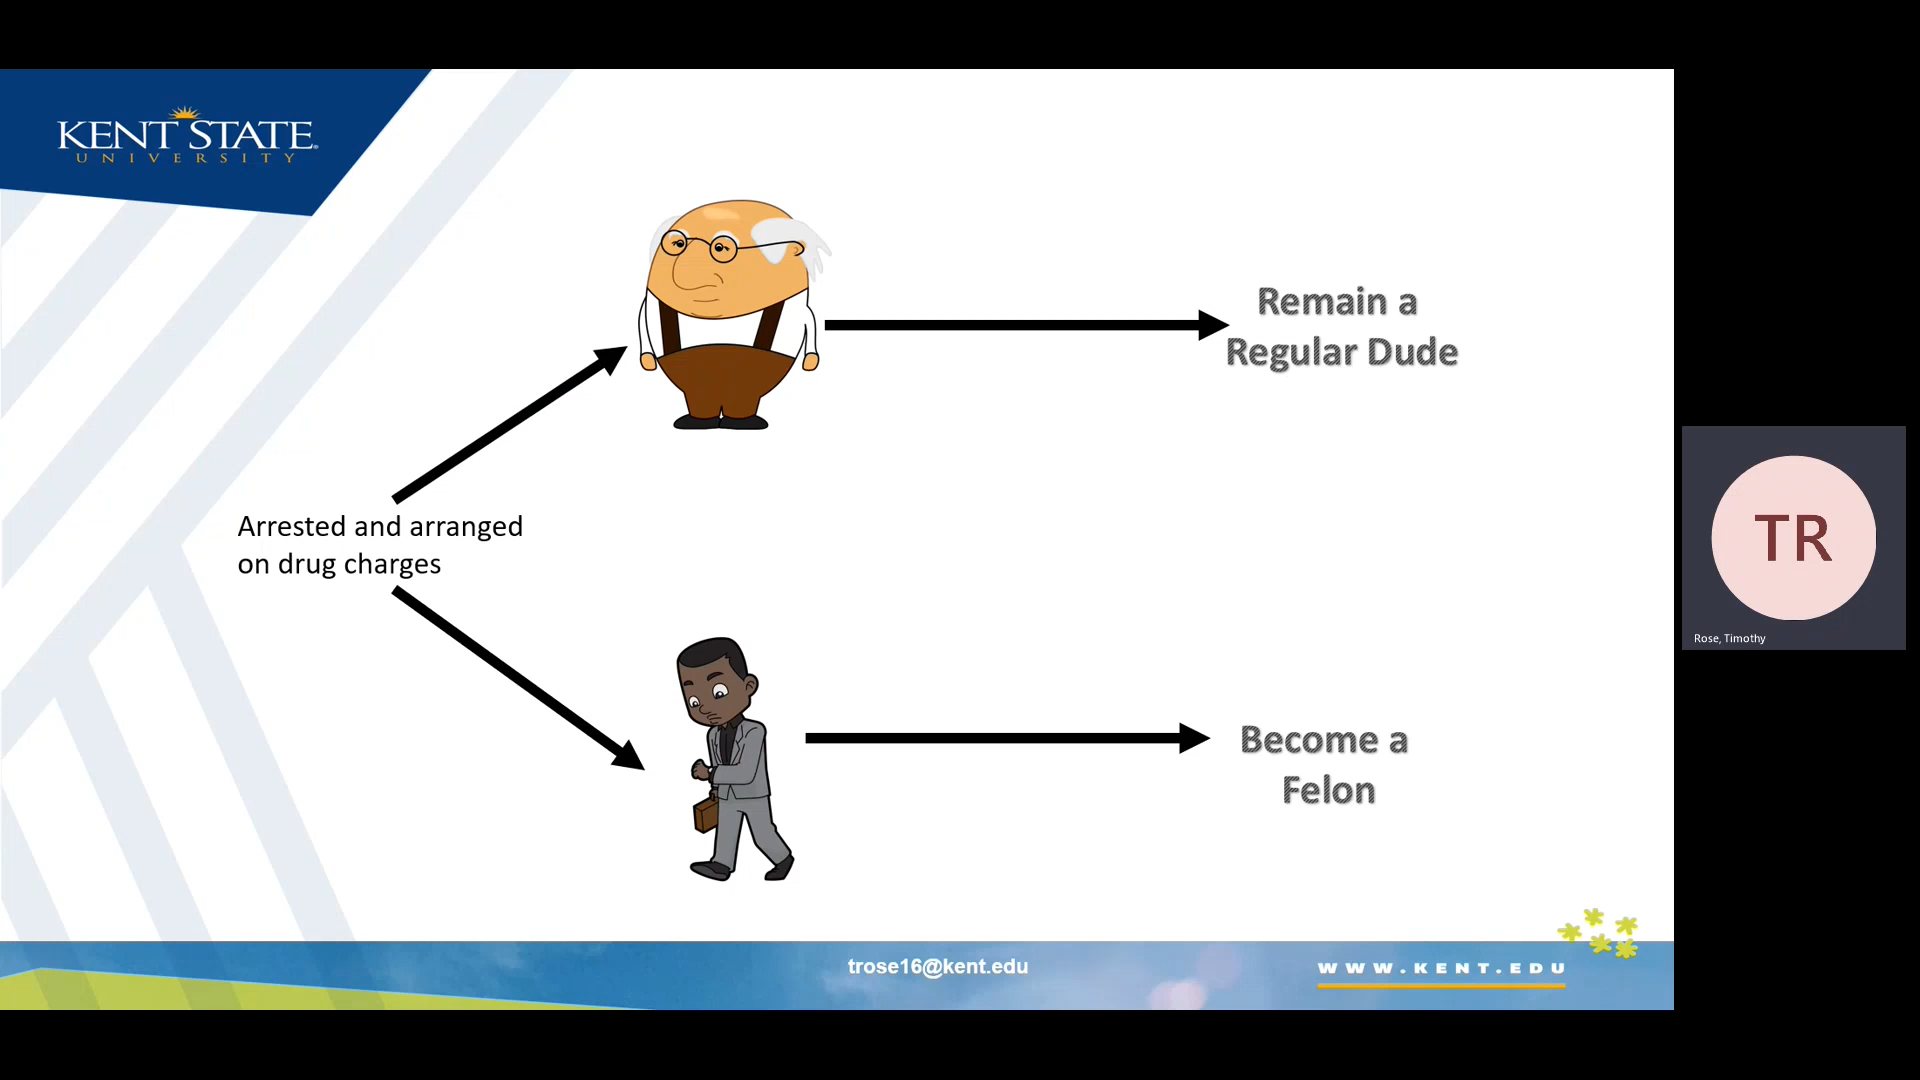 KENT STATE
UNIVERSITY
Remain a
Regular Dude
Arrested and arranged
on drug charges
TR
Rose, Timothy
Become a
Felon
trose16@kent.edu
WWW.KENT.EDU